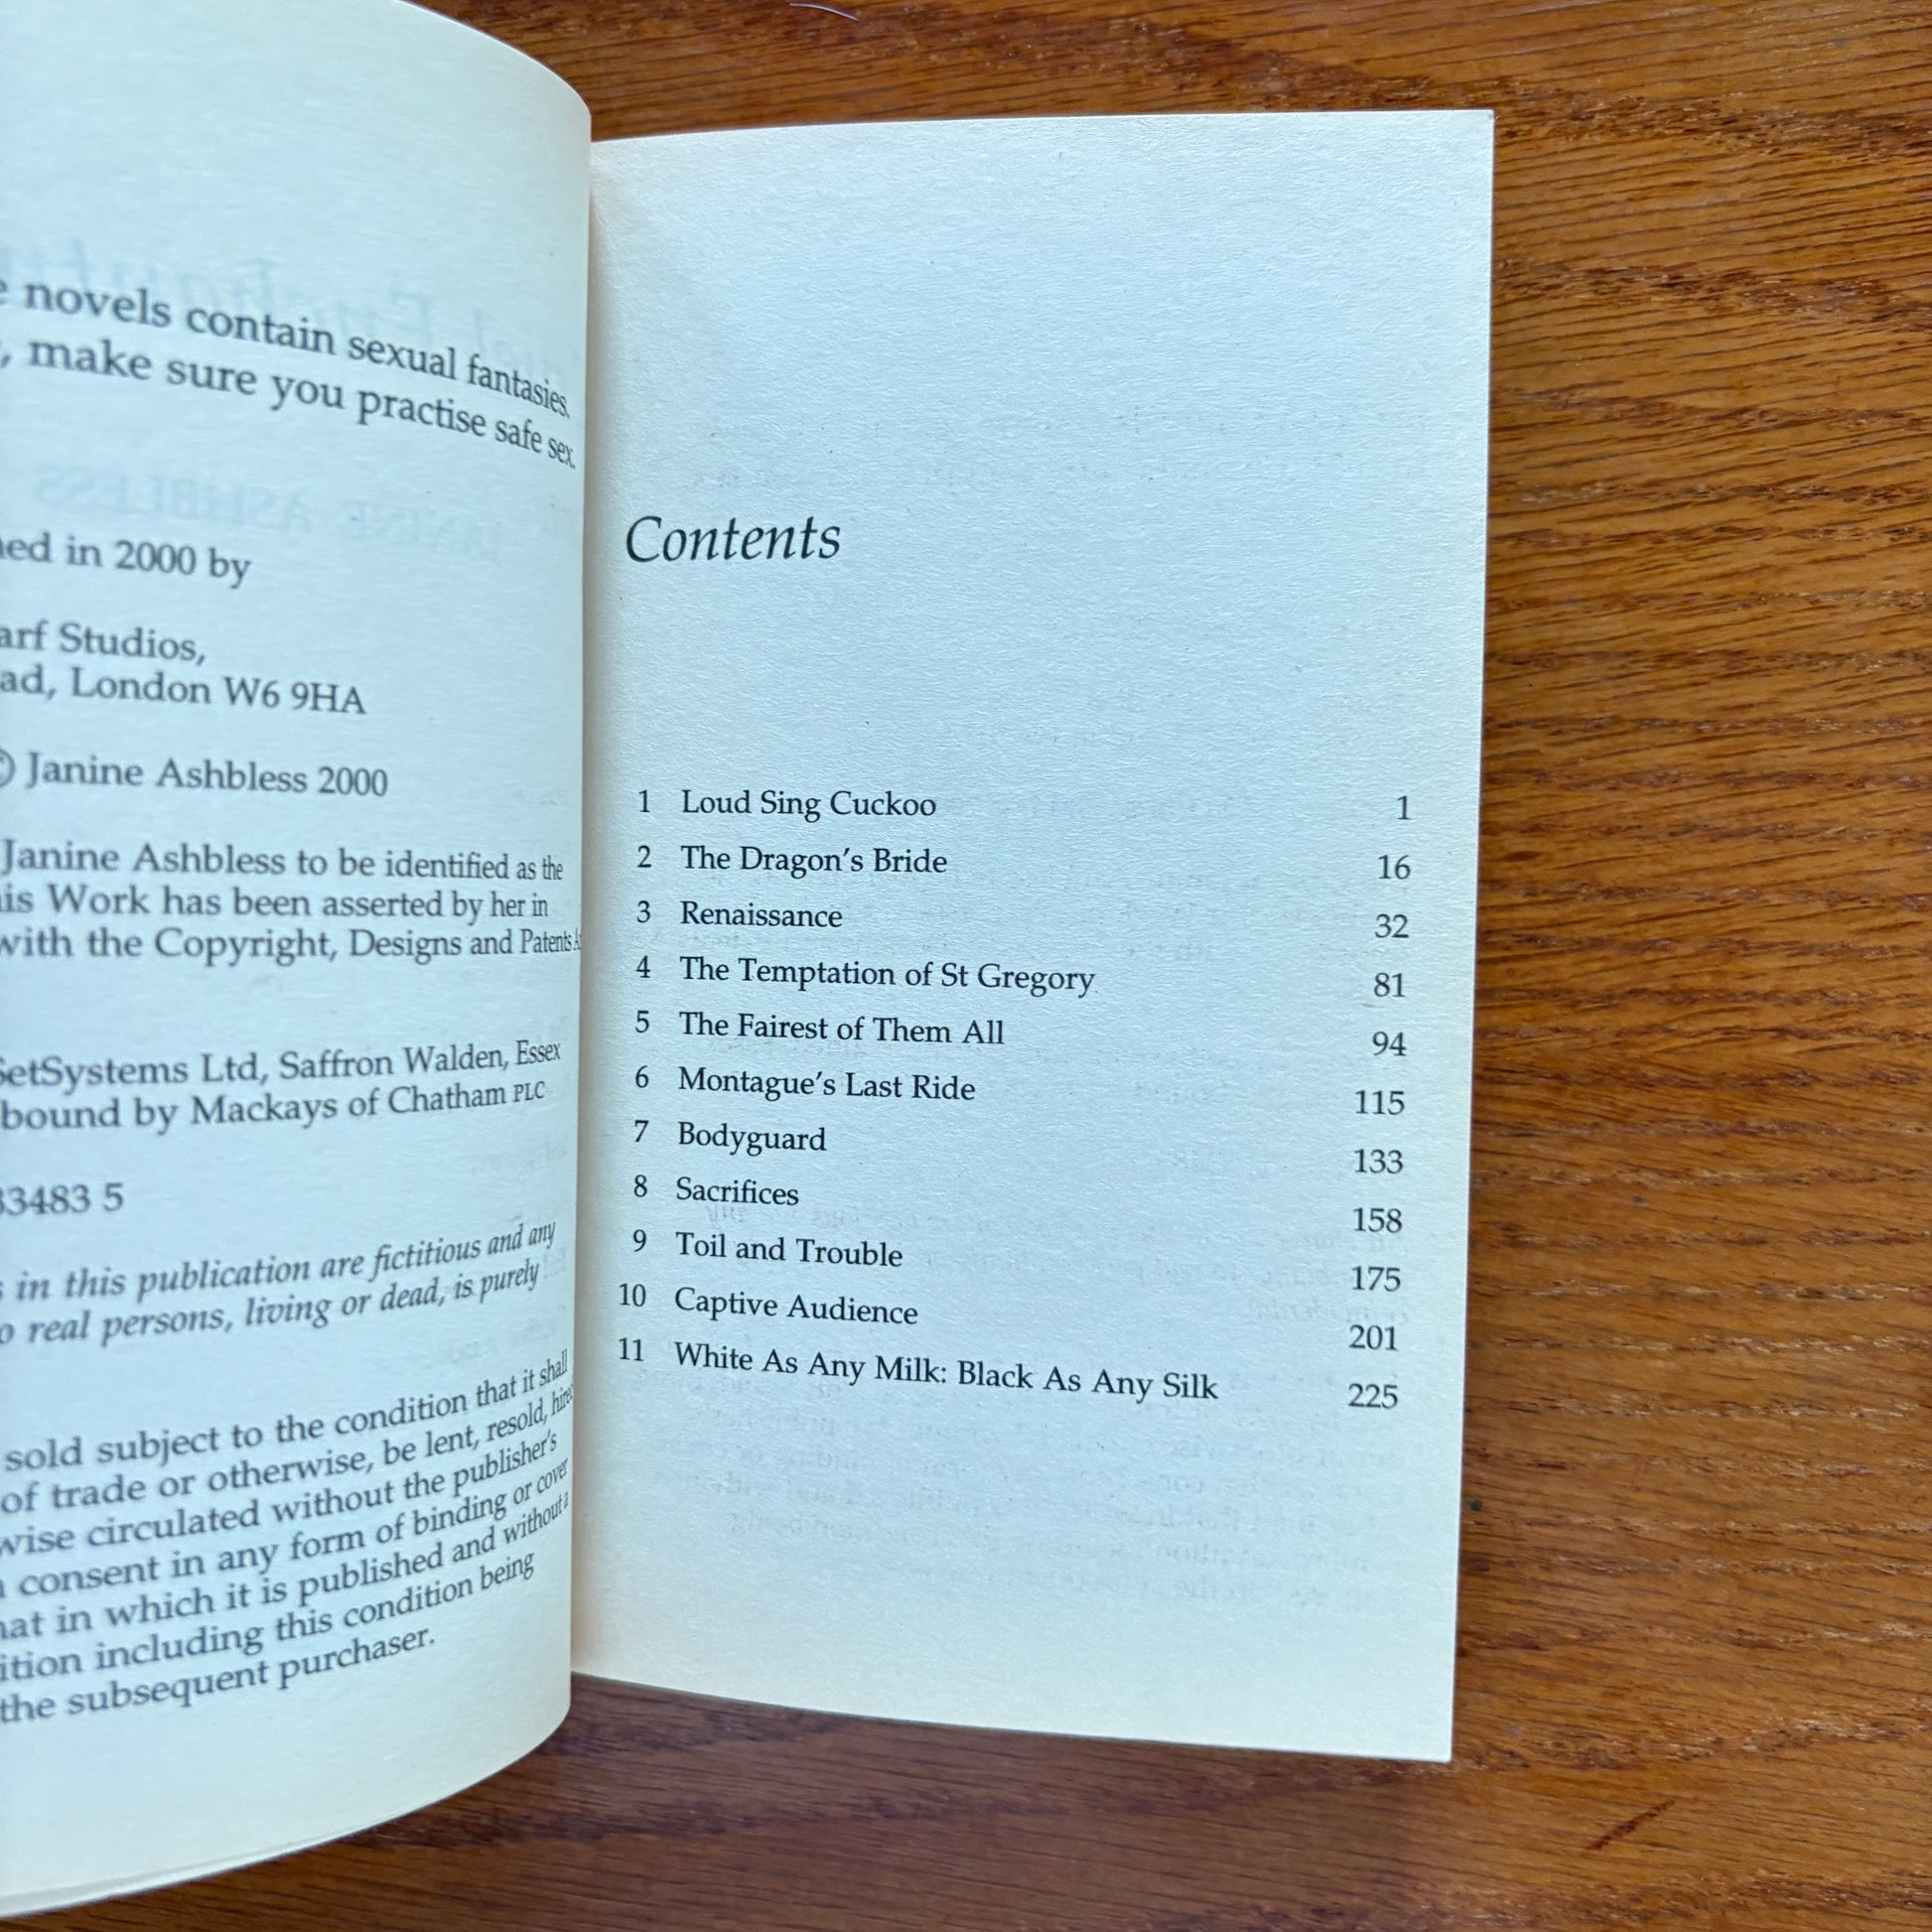 novels contain sexual fantasies.
make sure you practise safe sex.
JANINE ASHBLESS
in 2000 by
Studios,
London W6 9HA
© Janine Ashbless 2000
Janine Ashbless to be identified as the
Work has been asserted by her in
with the Copyright, Designs and Patents
SetSystems Ltd, Saffron Walden, Essex
bound by Mackays of Chatham PLC
33483 5
in this publication are fictitious and any
real persons, living or dead, is purely
sold subject to the condition that it shall
of trade or otherwise, be lent, resold,
circulated without the publisher's
consent in any form of binding or cover
in which it is published and without a
including this condition being
the subsequent purchaser.
Contents
1 Loud Sing Cuckoo 1
2 The Dragon's Bride 16
3 Renaissance 32
4 The Temptation of St Gregory 81
5 The Fairest of Them All 94
6 Montague's Last Ride 115
7 Bodyguard 133
8 Sacrifices 158
9 Toil and Trouble 175
10 Captive Audience 201
11 White As Any Milk: Black As Any Silk 225